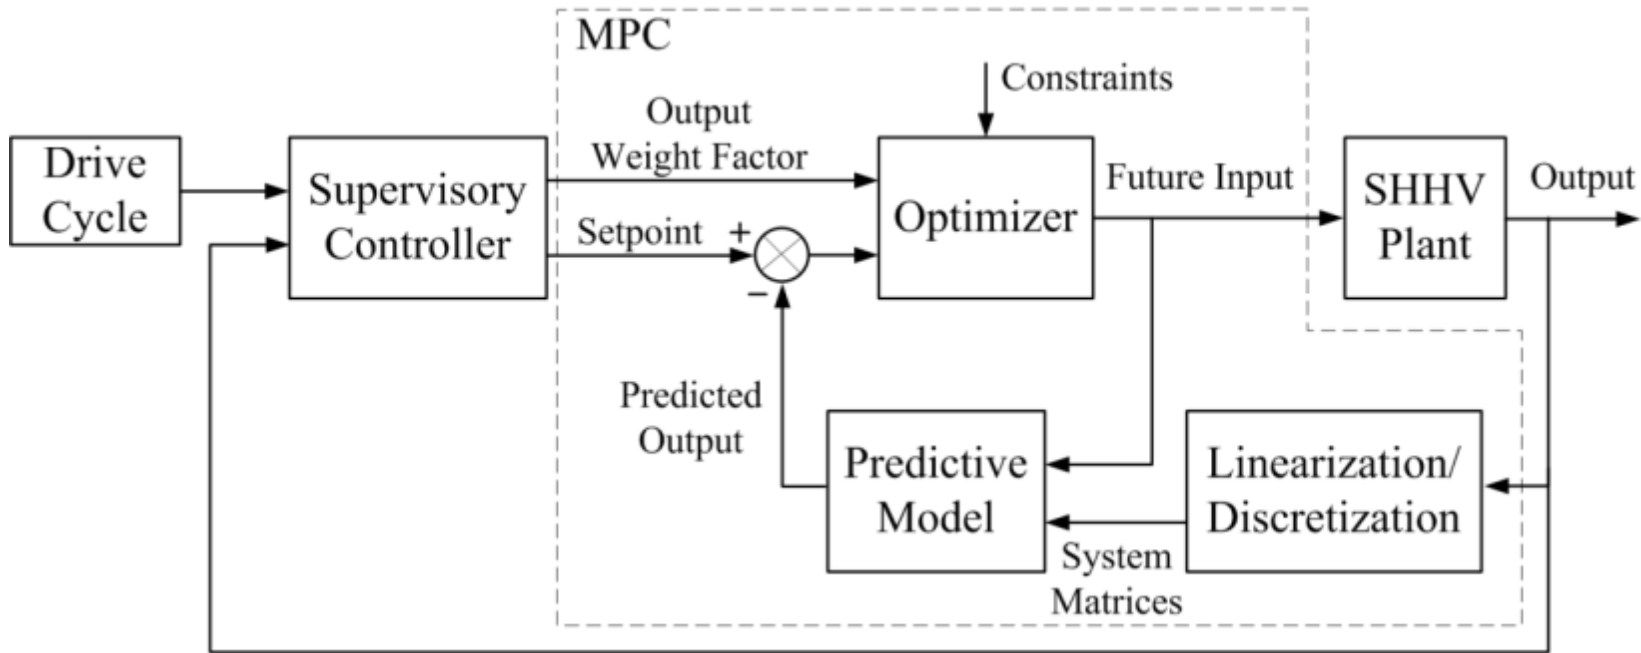 MPC
Constraints
Output
Weight Factor
Drive
Cycle
Supervisory
Controller
Setpoint
+
−
Optimizer
Future Input
SHHV
Plant
Output
Predicted
Output
Predictive
Model
Linearization/
Discretization
System
Matrices